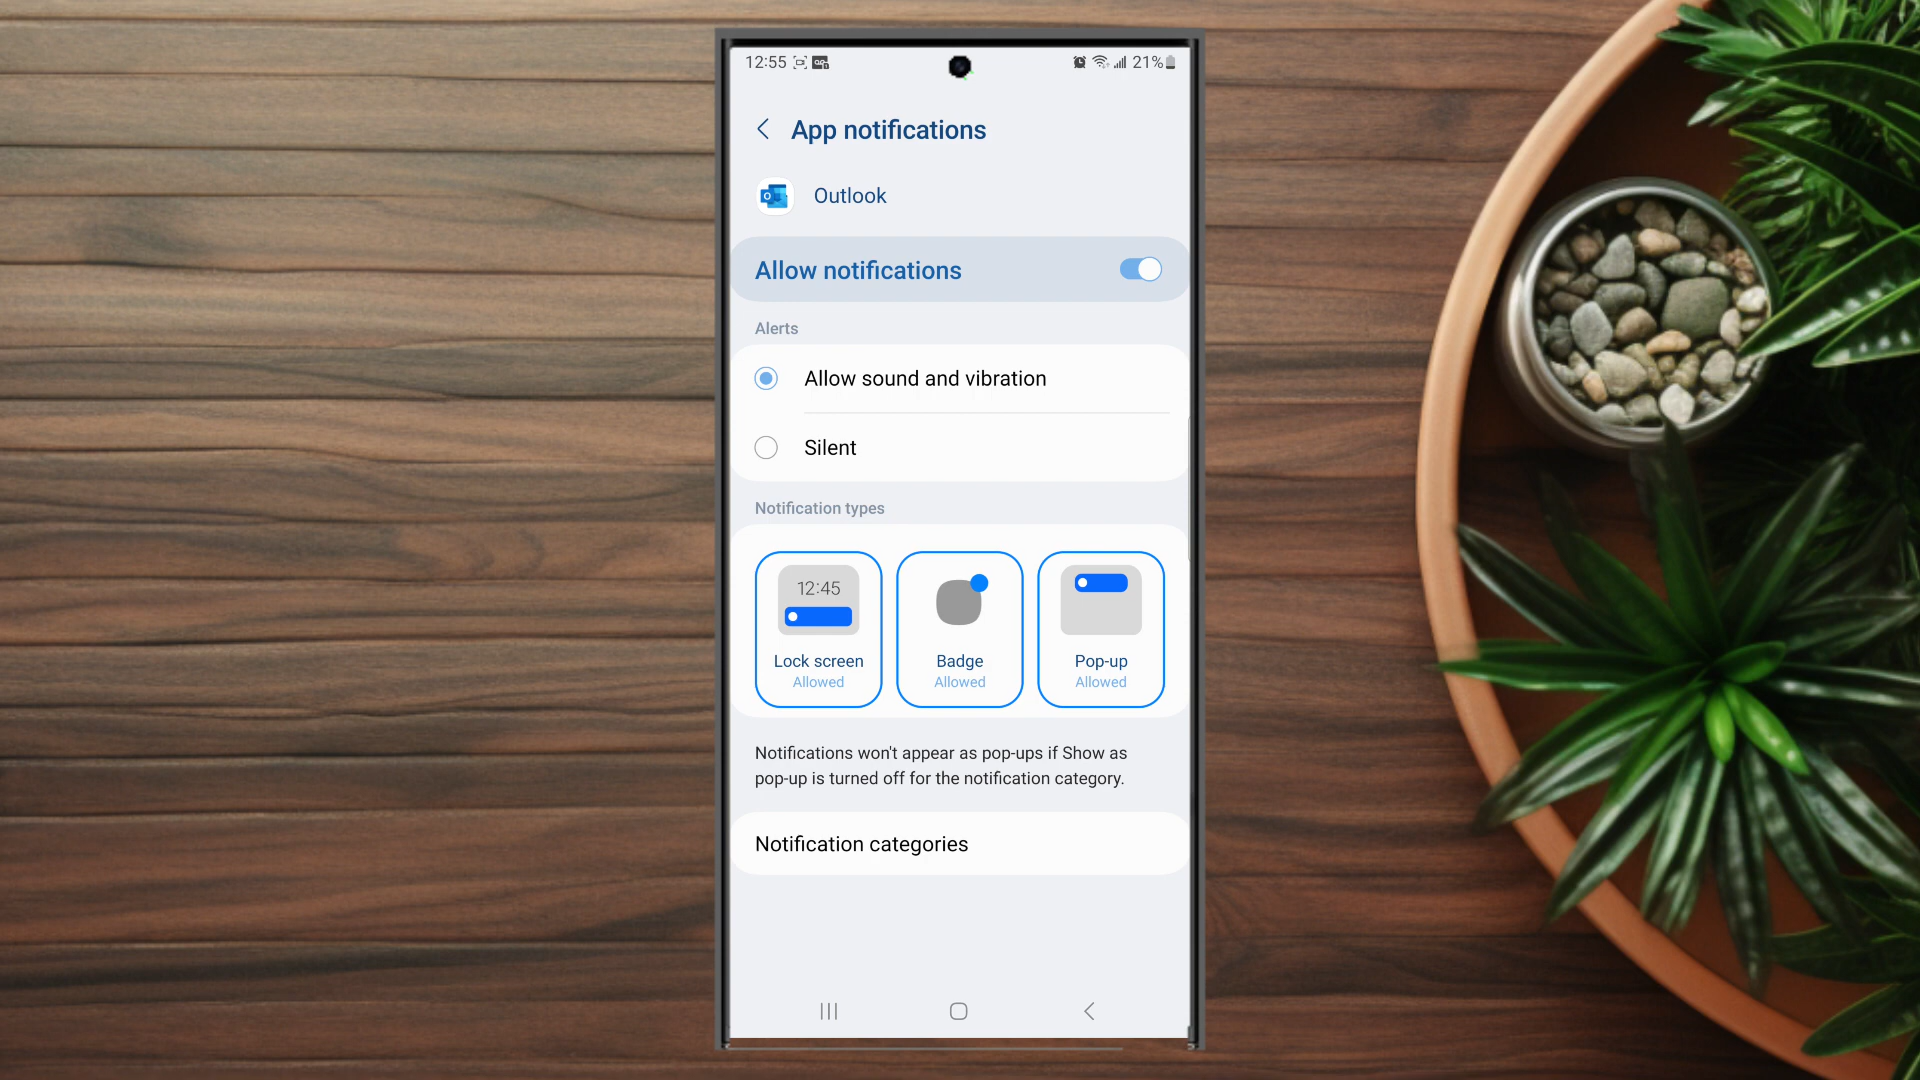 12:55
21%
App notifications
Outlook
Allow notifications
Alerts
Allow sound and vibration
Silent
Notification types
12:45
Lock screen
Allowed
Badge
Allowed
Pop-up
Allowed
Notifications won't appear as pop-ups if Show as
pop-up is turned off for the notification category.
Notification categories